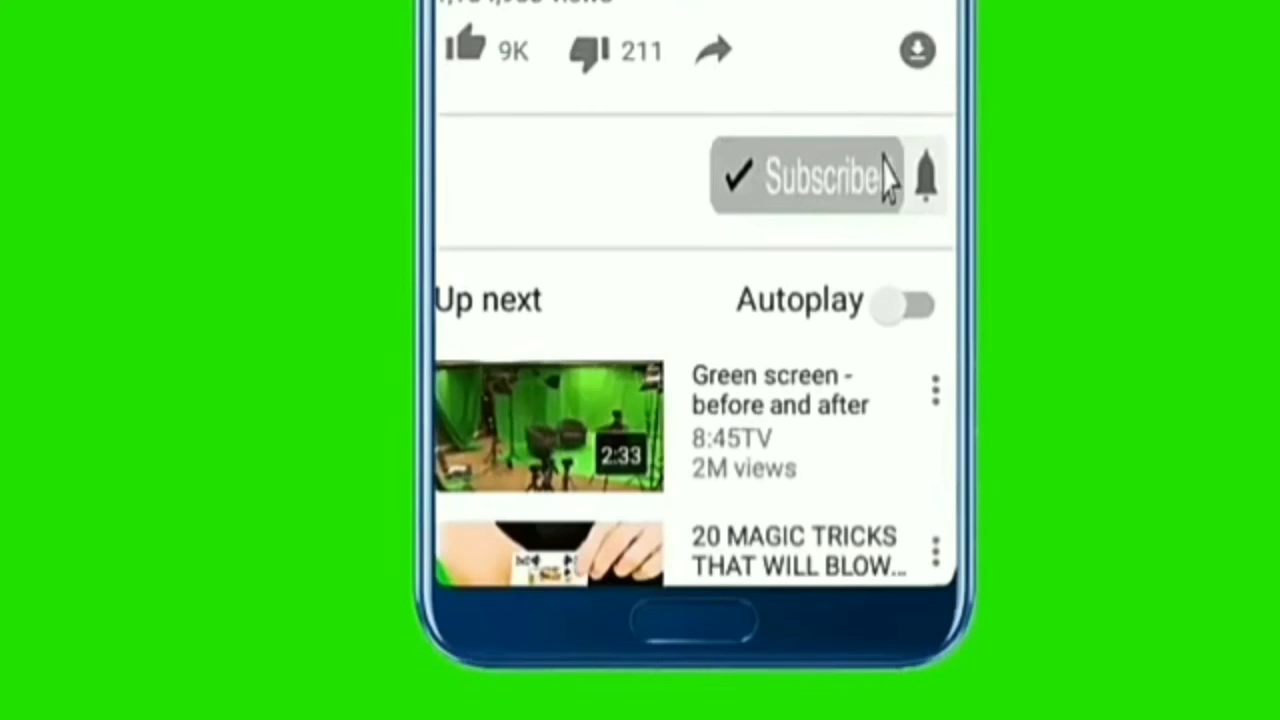 9K 211
Subscribe
Up next
Autoplay
Green screen -
before and after
8:45TV
2M views
2:33
20 MAGIC TRICKS
THAT WILL BLOW...